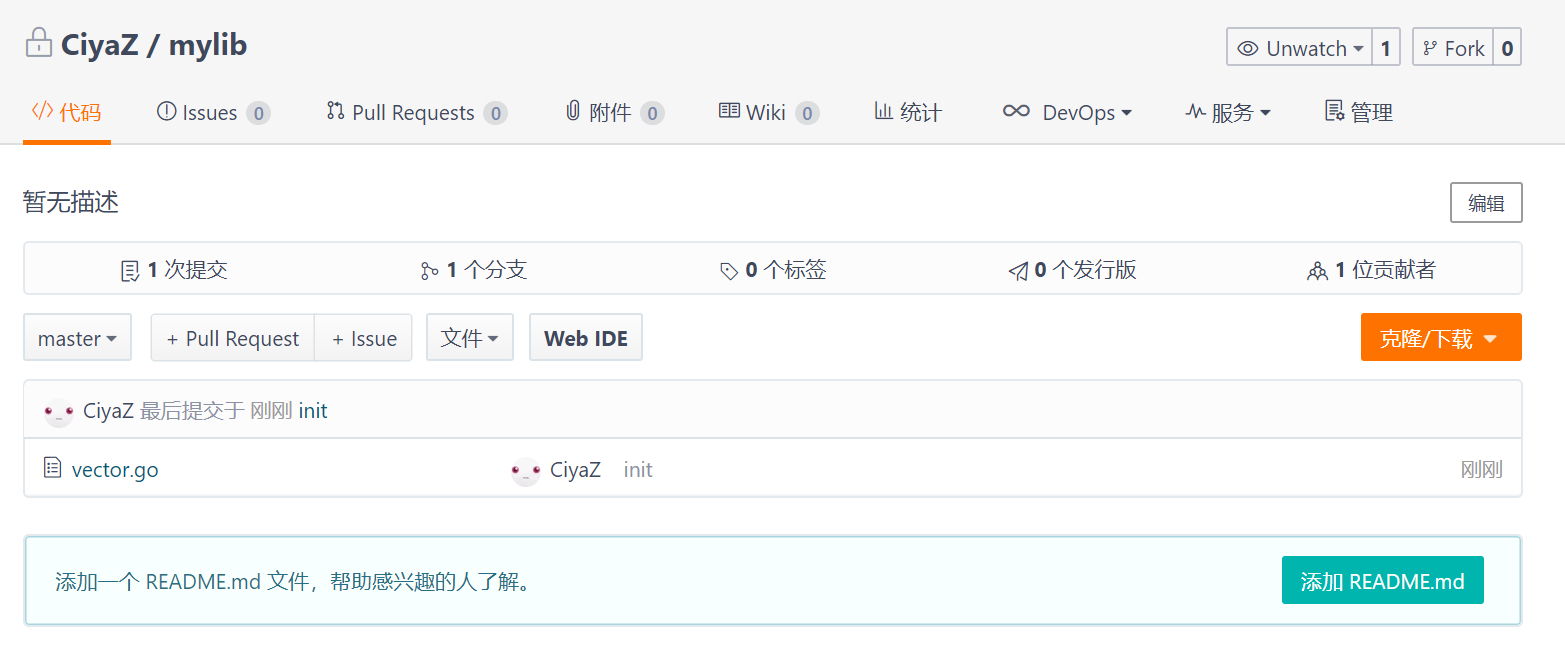 CiyaZ / mylib
Unwatch 1 Fork 0
代码 Issues 0 Pull Requests 0 附件 0 Wiki 0 统计 DevOps 服务 管理
暂无描述 编辑
1 次提交 1 个分支 0 个标签 0 个发行版 1 位贡献者
master + Pull Request + Issue 文件 Web IDE 克隆/下载
CiyaZ 最后提交于 刚刚 init
vector.go CiyaZ init 刚刚
添加一个 README.md 文件，帮助感兴趣的人了解。 添加 README.md